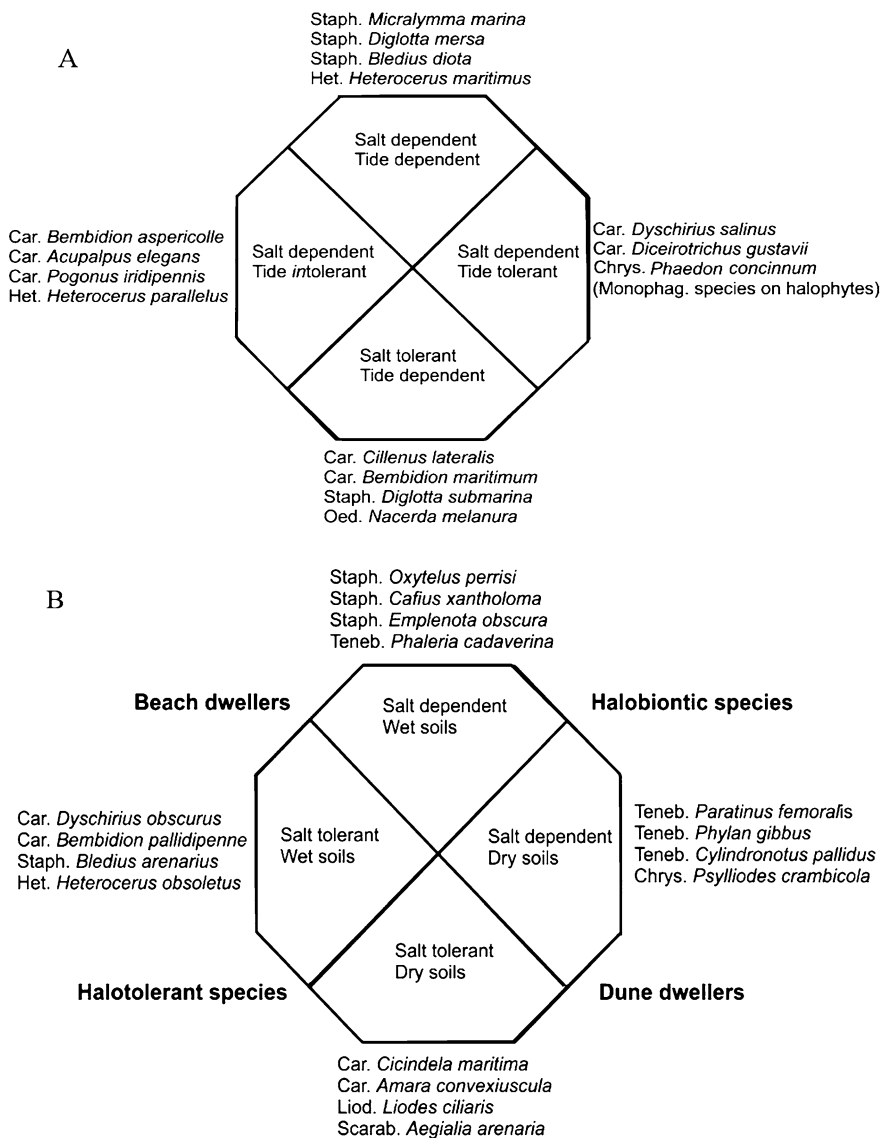 A
Staph. Micralymma marina
Staph. Diglotta mersa
Staph. Bledius diota
Het. Heterocerus maritimus
Salt dependent
Tide dependent
Car. Bembidion aspericolle
Car. Acupalpus elegans
Car. Pogonus iridipennis
Het. Heterocerus parallelus
Salt dependent
Tide intolerant
Salt dependent
Tide tolerant
Car. Dyschirius salinus
Car. Diceirotrichus gustavii
Chrys. Phaedon concinnum
(Monophag. species on halophytes)
Salt tolerant
Tide dependent
Car. Cillenus lateralis
Car. Bembidion maritimum
Staph. Diglotta submarina
Oed. Nacerda melanura
B
Staph. Oxytelus perrisi
Staph. Cafius xantholoma
Staph. Emplenota obscura
Teneb. Phaleria cadaverina
Beach dwellers
Halobiontic species
Salt dependent
Wet soils
Car. Dyschirius obscurus
Car. Bembidion pallidipenne
Staph. Bledius arenarius
Het. Heterocerus obsoletus
Salt tolerant
Wet soils
Salt dependent
Dry soils
Teneb. Paratinus femoralis
Teneb. Phylan gibbus
Teneb. Cylindronotus pallidus
Chrys. Psylliodes crambicola
Salt tolerant
Dry soils
Halotolerant species
Dune dwellers
Car. Cicindela maritima
Car. Amara convexiuscula
Liod. Liodes ciliaris
Scarab. Aegialia arenaria